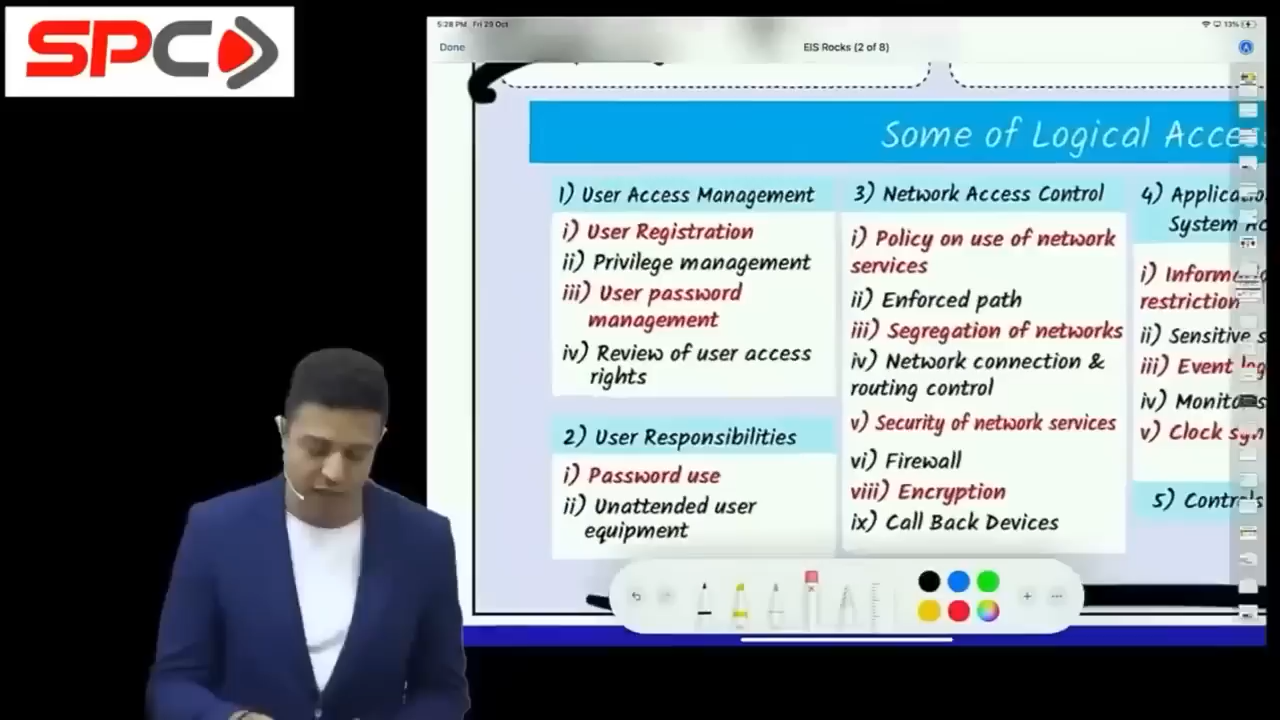 SPC
5:28 PM Fri 29 Oct
13%
Done
EIS Rocks (2 of 8)
Some of Logical Acces
1) User Access Management
i) User Registration
ii) Privilege management
iii) User password
management
iv) Review of user access
rights
2) User Responsibilities
i) Password use
ii) Unattended user
equipment
3) Network Access Control
i) Policy on use of network
services
ii) Enforced path
iii) Segregation of networks
iv) Network connection &
routing control
v) Security of network services
vi) Firewall
viii) Encryption
ix) Call Back Devices
4)
System
i)
restriction
ii) Sensitive
iii) Event
iv)
v) Clock
5)